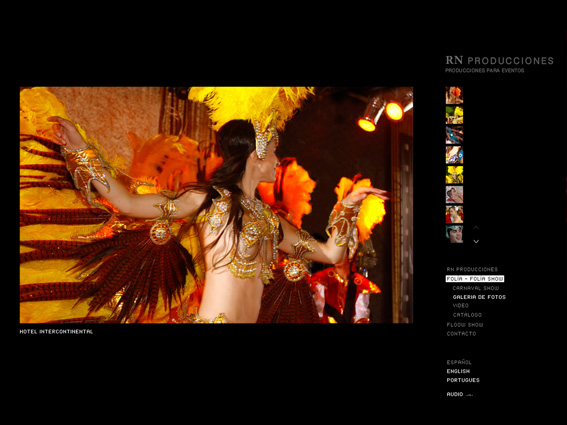 RN PRODUCCIONES
PRODUCCIONES PARA EVENTOS
HOTEL INTERCONTINENTAL
RN PRODUCCIONES
FOLIA - FOLIA SHOW
CARNAVAL SHOW
GALERIA DE FOTOS
VIDEO
CATALOGO
FLOOW SHOW
CONTACTO
ESPAÑOL
ENGLISH
PORTUGUES
AUDIO